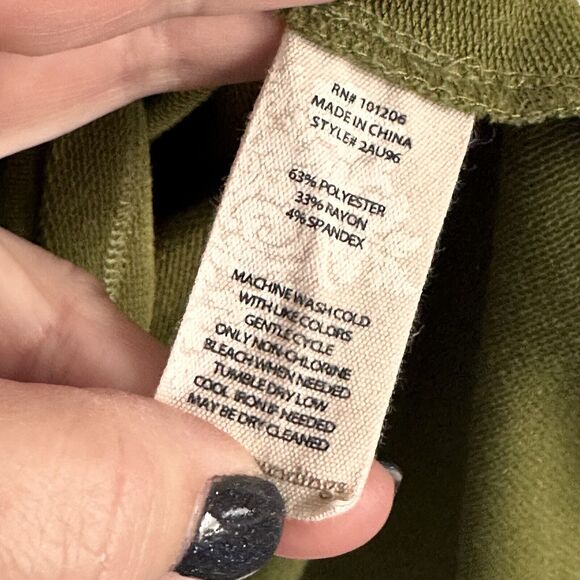 RN# 101206
MADE IN CHINA
STYLE# 2AU96
63% POLYESTER
33% RAYON
4% SPANDEX
MACHINE WASH COLD
WITH LIKE COLORS
GENTLE CYCLE
ONLY NON-CHLORINE
BLEACH WHEN NEEDED
TUMBLE DRY LOW
COOL IRON IF NEEDED
MAY BE DRY CLEANED